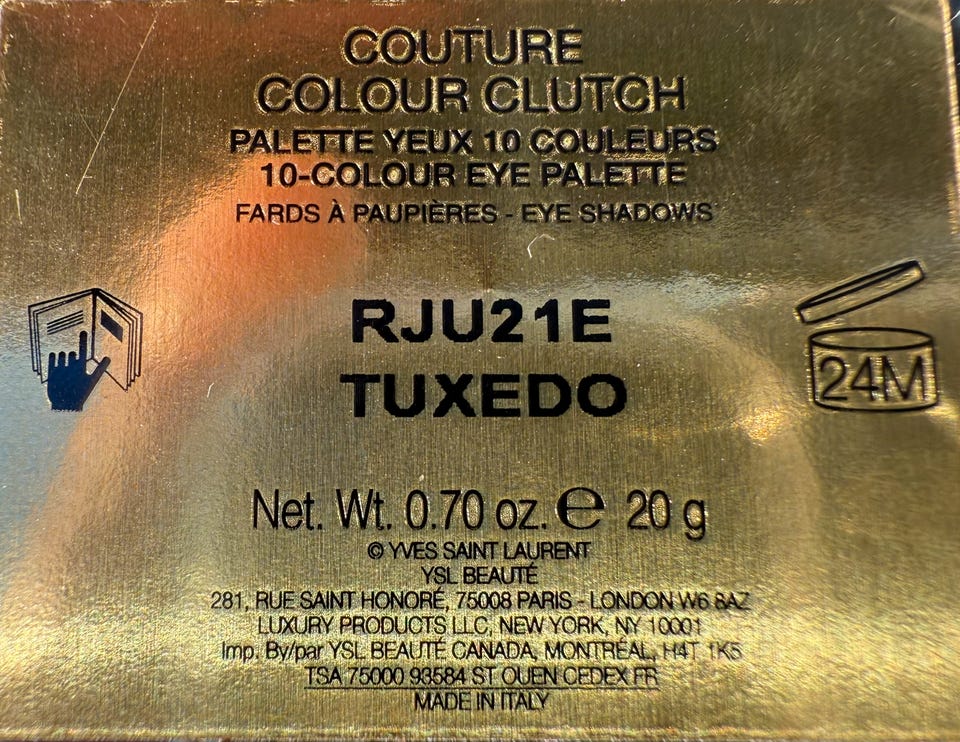 COUTURE
COLOUR CLUTCH
PALETTE YEUX 10 COULEURS
10-COLOUR EYE PALETTE
FARDS À PAUPIÈRES - EYE SHADOWS
RJU21E
TUXEDO
24M
Net. Wt. 0.70 oz. ℮ 20 g
© YVES SAINT LAURENT
YSL BEAUTÉ
281, RUE SAINT HONORÉ, 75008 PARIS - LONDON W6 8AZ
LUXURY PRODUCTS LLC, NEW YORK, NY 10001
Imp. By/par YSL BEAUTÉ CANADA, MONTRÉAL, H4T 1K5
TSA 75000 93584 ST OUEN CEDEX FR
MADE IN ITALY